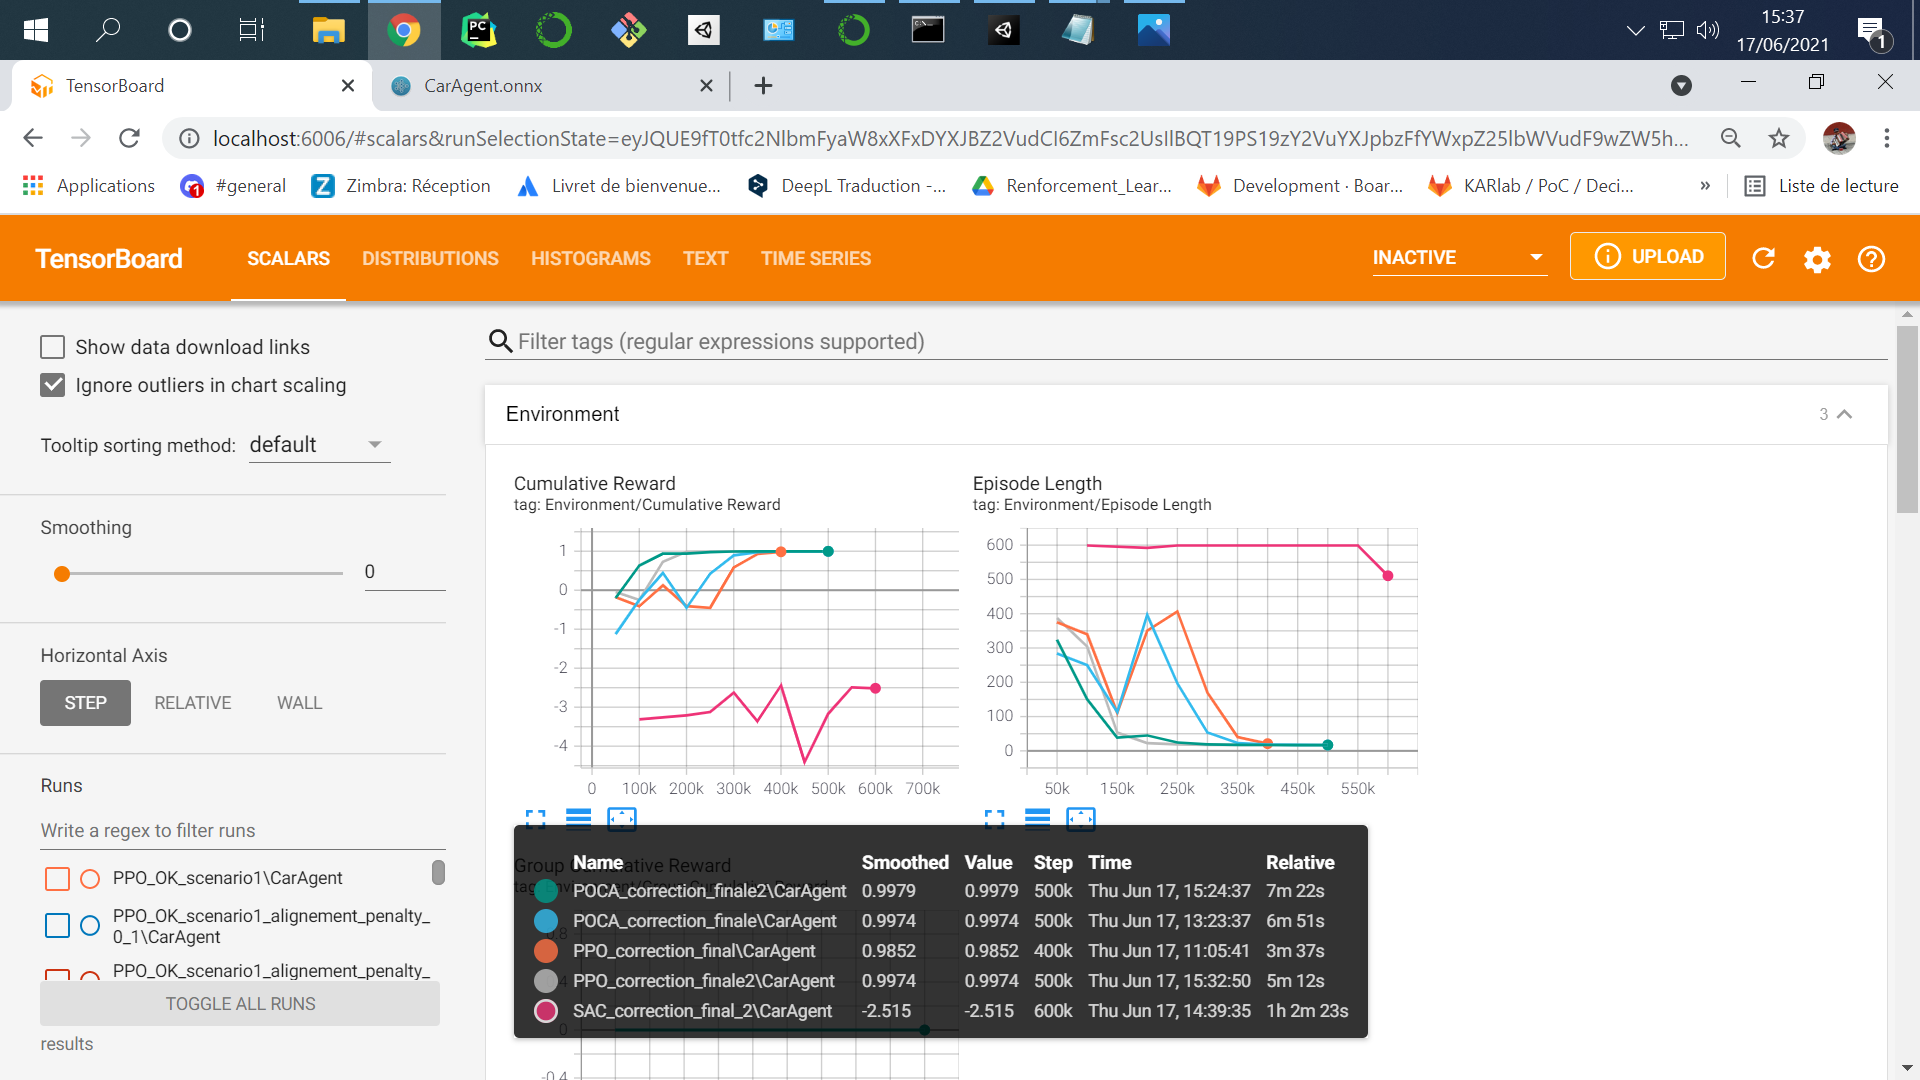 15:37
17/06/2021
1
TensorBoard
CarAgent.onnx
localhost:6006/#scalars&runSelectionState=eyJQUE9fT0tfc2NlbmFyaW8xXFxDYXJBZ2VudCI6ZmFsc2UsIlBQT19PS19zY2VuYXJpbzFfYWxpZ25lbWVudF9wZW5h...
Applications
#general
Zimbra: Réception
Livret de bienvenue...
DeepL Traduction -...
Renforcement_Lear...
Development · Boar...
KARlab / PoC / Deci...
»
Liste de lecture
TensorBoard
SCALARS
DISTRIBUTIONS
HISTOGRAMS
TEXT
TIME SERIES
INACTIVE
UPLOAD
Show data download links
Ignore outliers in chart scaling
Tooltip sorting method: default
Smoothing
0
Horizontal Axis
STEP
RELATIVE
WALL
Runs
Write a regex to filter runs
PPO_OK_scenario1\CarAgent
PPO_OK_scenario1_alignement_penalty_
0_1\CarAgent
PPO_OK_scenario1_alignement_penalty_
TOGGLE ALL RUNS
results
Filter tags (regular expressions supported)
Environment
3
Cumulative Reward
tag: Environment/Cumulative Reward
1
0
-1
-2
-3
-4
0 100k 200k 300k 400k 500k 600k 700k
Episode Length
tag: Environment/Episode Length
600
500
400
300
200
100
0
50k 150k 250k 350k 450k 550k
Group Cumulative Reward
tag: Environment/Group Cumulative Reward
Name Smoothed Value Step Time Relative
POCA_correction_finale2\CarAgent 0.9979 0.9979 500k Thu Jun 17, 15:24:37 7m 22s
POCA_correction_finale\CarAgent 0.9974 0.9974 500k Thu Jun 17, 13:23:37 6m 51s
PPO_correction_final\CarAgent 0.9852 0.9852 400k Thu Jun 17, 11:05:41 3m 37s
PPO_correction_finale2\CarAgent 0.9974 0.9974 500k Thu Jun 17, 15:32:50 5m 12s
SAC_correction_final_2\CarAgent -2.515 -2.515 600k Thu Jun 17, 14:39:35 1h 2m 23s
0
-0.4